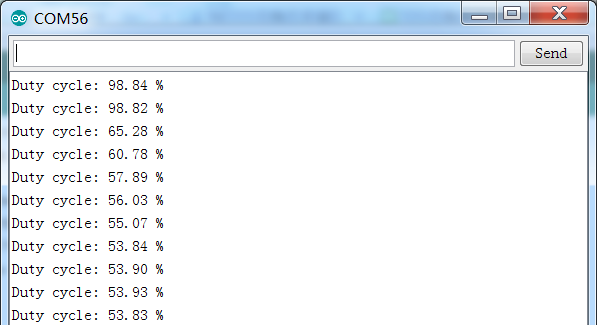 COM56
Send
Duty cycle: 98.84 %
Duty cycle: 98.82 %
Duty cycle: 65.28 %
Duty cycle: 60.78 %
Duty cycle: 57.89 %
Duty cycle: 56.03 %
Duty cycle: 55.07 %
Duty cycle: 53.84 %
Duty cycle: 53.90 %
Duty cycle: 53.93 %
Duty cycle: 53.83 %